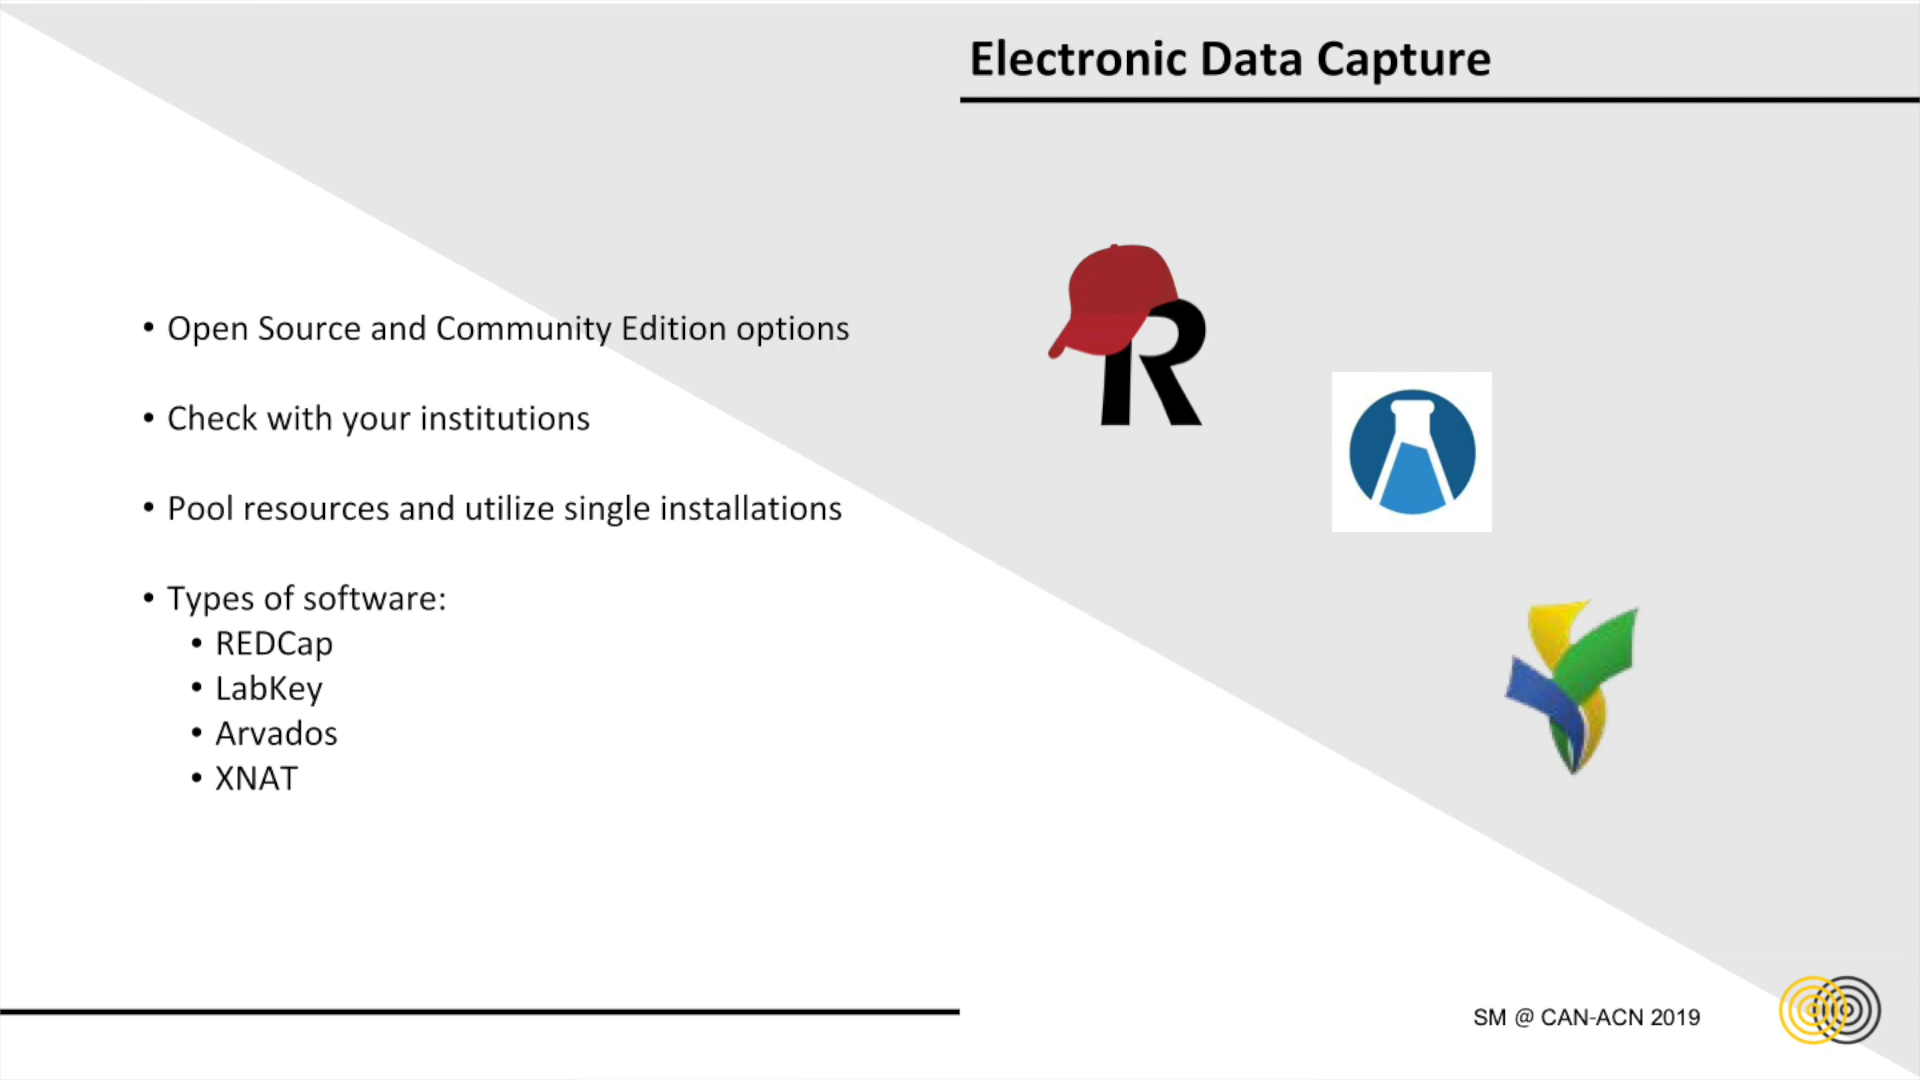 Electronic Data Capture
• Open Source and Community Edition options
• Check with your institutions
• Pool resources and utilize single installations
• Types of software:
• REDCap
• LabKey
• Arvados
• XNAT
R
SM @ CAN-ACN 2019